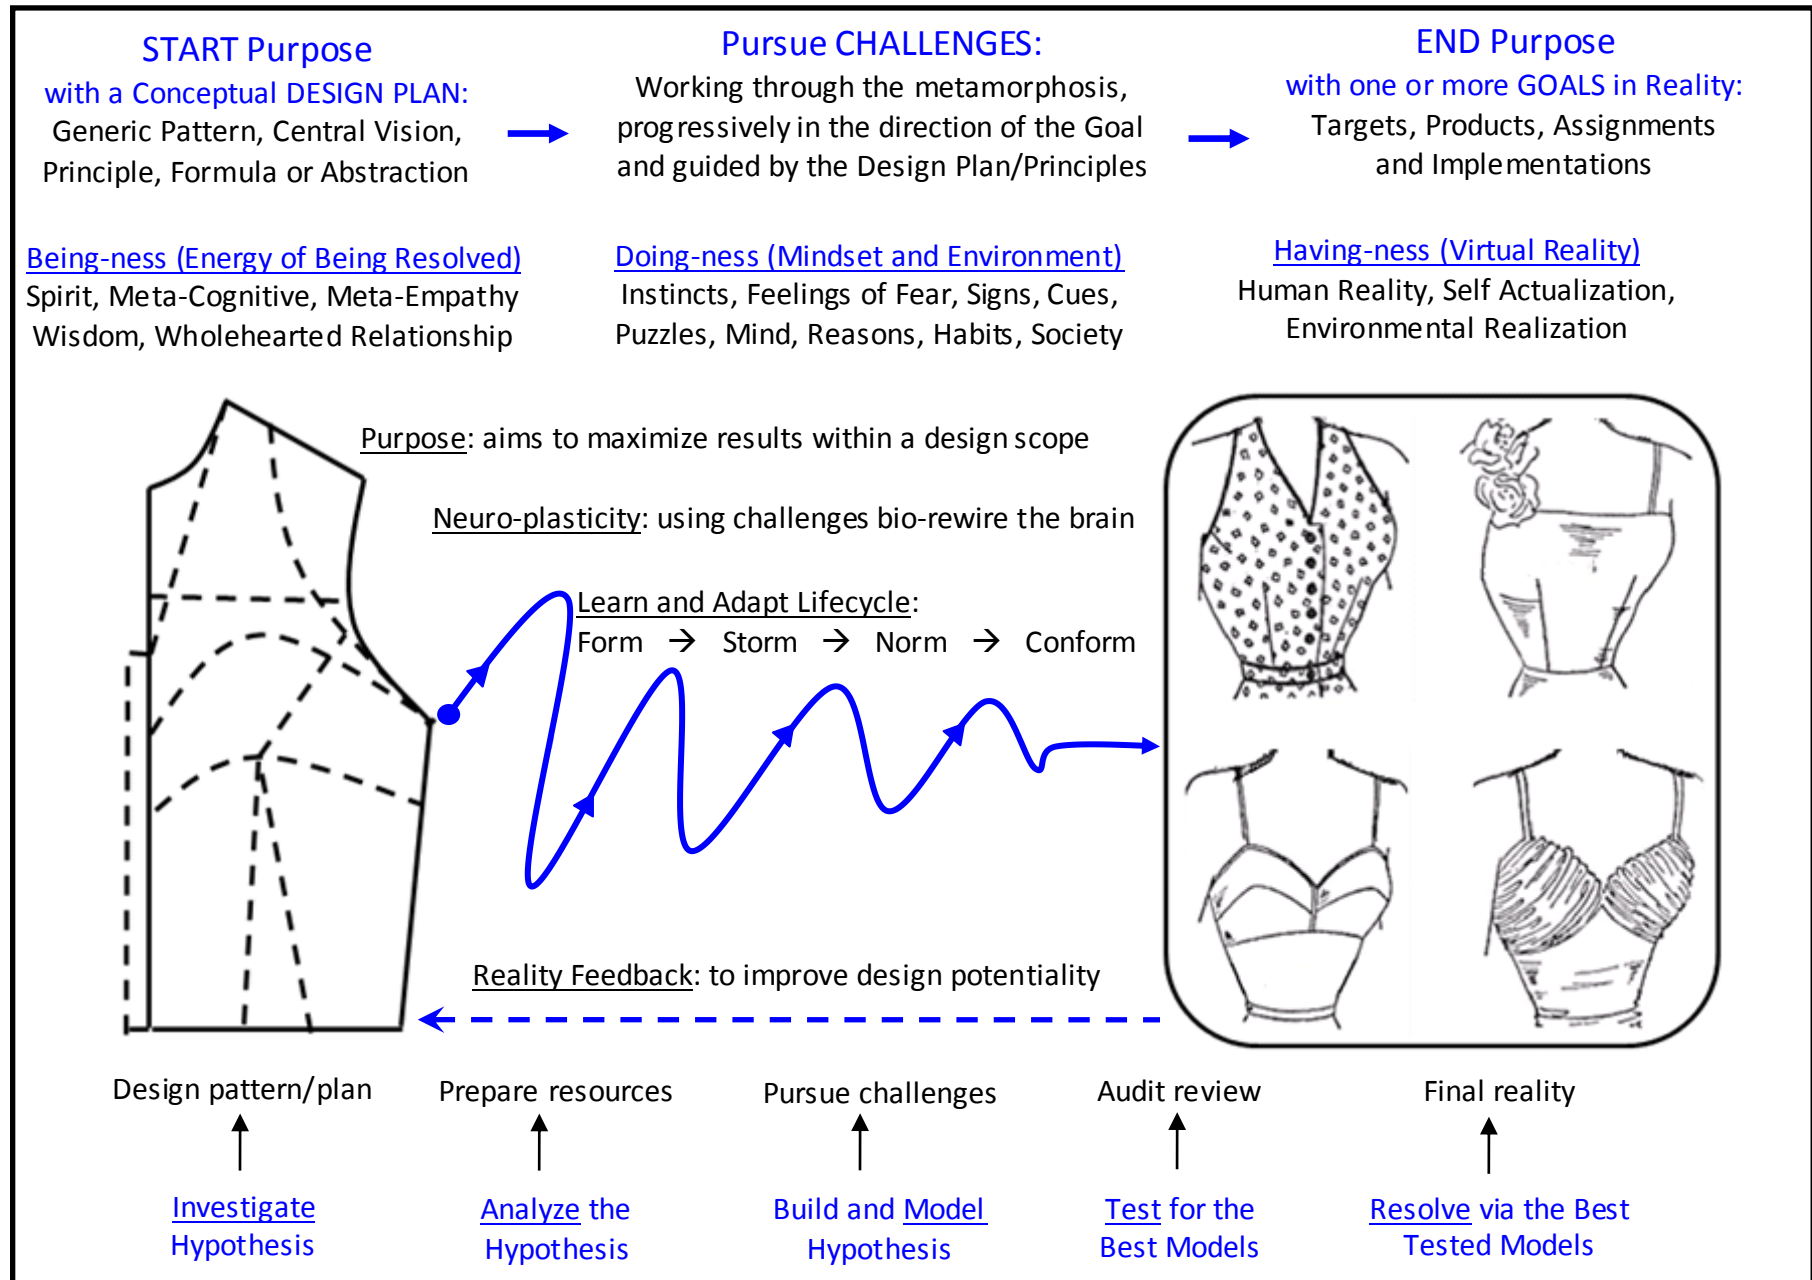 START Purpose
with a Conceptual DESIGN PLAN:
Generic Pattern, Central Vision,
Principle, Formula or Abstraction
Pursue CHALLENGES:
Working through the metamorphosis,
progressively in the direction of the Goal
and guided by the Design Plan/Principles
END Purpose
with one or more GOALS in Reality:
Targets, Products, Assignments
and Implementations
Being-ness (Energy of Being Resolved)
Spirit, Meta-Cognitive, Meta-Empathy
Wisdom, Wholehearted Relationship
Doing-ness (Mindset and Environment)
Instincts, Feelings of Fear, Signs, Cues,
Puzzles, Mind, Reasons, Habits, Society
Having-ness (Virtual Reality)
Human Reality, Self Actualization,
Environmental Realization
Purpose: aims to maximize results within a design scope
Neuro-plasticity: using challenges bio-rewire the brain
Learn and Adapt Lifecycle:
Form → Storm → Norm → Conform
Reality Feedback: to improve design potentiality
Design pattern/plan
Prepare resources
Pursue challenges
Audit review
Final reality
Investigate
Hypothesis
Analyze the
Hypothesis
Build and Model
Hypothesis
Test for the
Best Models
Resolve via the Best
Tested Models